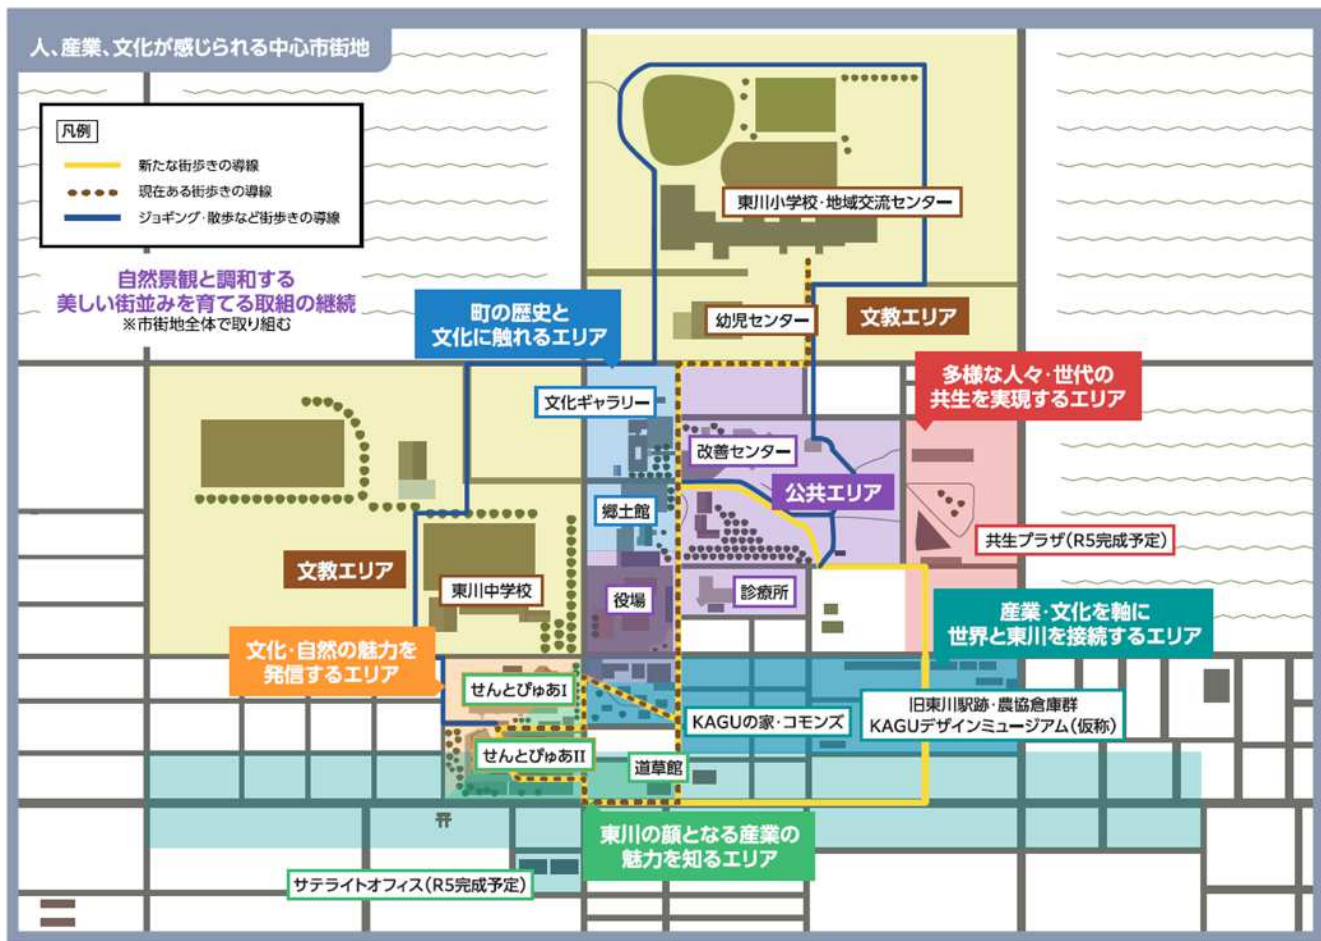 人、産業、文化が感じられる中心市街地
凡例
新たな街歩きの導線
現在ある街歩きの導線
ジョギング・散歩など街歩きの導線
自然景観と調和する
美しい街並みを育てる取組の継続
※市街地全体で取り組む
東川小学校・地域交流センター
町の歴史と
文化に触れるエリア
幼児センター
文教エリア
多様な人々・世代の
共生を実現するエリア
文化ギャラリー
改善センター
公共エリア
郷土館
共生プラザ(R5完成予定)
文教エリア
東川中学校
役場
診療所
産業・文化を軸に
世界と東川を接続するエリア
文化・自然の魅力を
発信するエリア
せんとぴゅあI
KAGUの家・コモンズ
旧東川駅跡・農協倉庫群
KAGUデザインミュージアム(仮称)
せんとぴゅあII
道草館
東川の顔となる産業の
魅力を知るエリア
サテライトオフィス(R5完成予定)